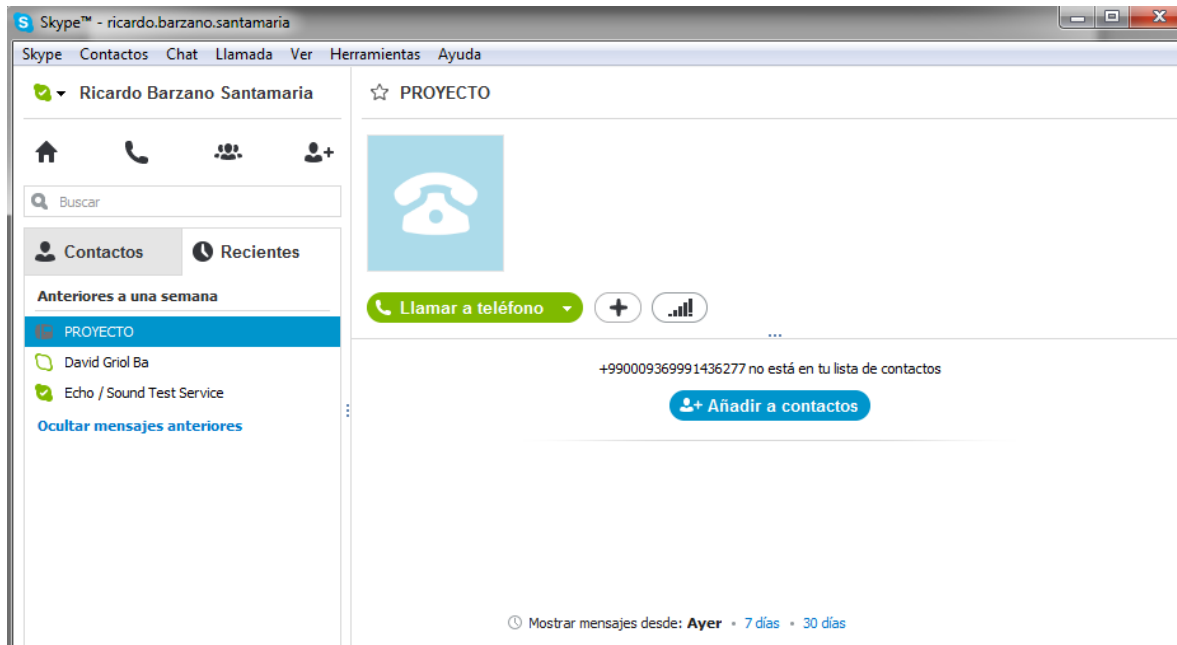 Skype™ - ricardo.barzano.santamaria
Skype Contactos Chat Llamada Ver Herramientas Ayuda
Ricardo Barzano Santamaria
PROYECTO
Buscar
Contactos Recientes
Anteriores a una semana
PROYECTO
David Griol Ba
Echo / Sound Test Service
Ocultar mensajes anteriores
Llamar a teléfono
+990009369991436277 no está en tu lista de contactos
Añadir a contactos
Mostrar mensajes desde: Ayer • 7 días • 30 días